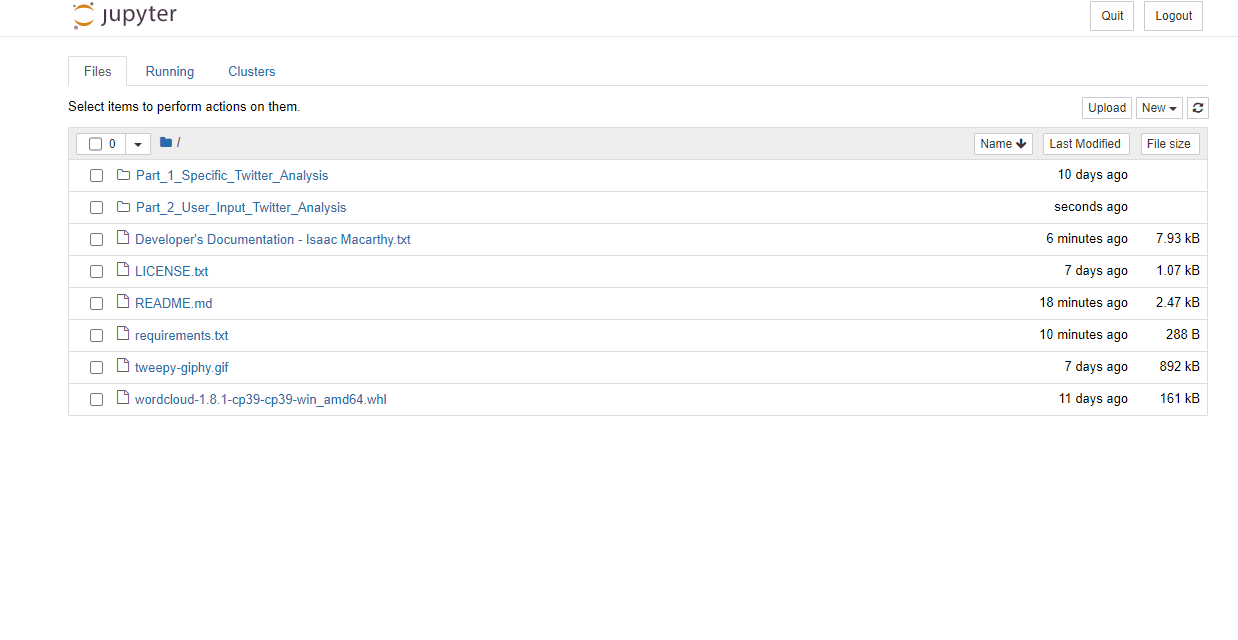 jupyter Quit Logout
Files Running Clusters
Select items to perform actions on them. Upload New
0 / Name Last Modified File size
Part_1_Specific_Twitter_Analysis 10 days ago
Part_2_User_Input_Twitter_Analysis seconds ago
Developer's Documentation - Isaac Macarthy.txt 6 minutes ago 7.93 kB
LICENSE.txt 7 days ago 1.07 kB
README.md 18 minutes ago 2.47 kB
requirements.txt 10 minutes ago 288 B
tweepy-giphy.gif 7 days ago 892 kB
wordcloud-1.8.1-cp39-cp39-win_amd64.whl 11 days ago 161 kB